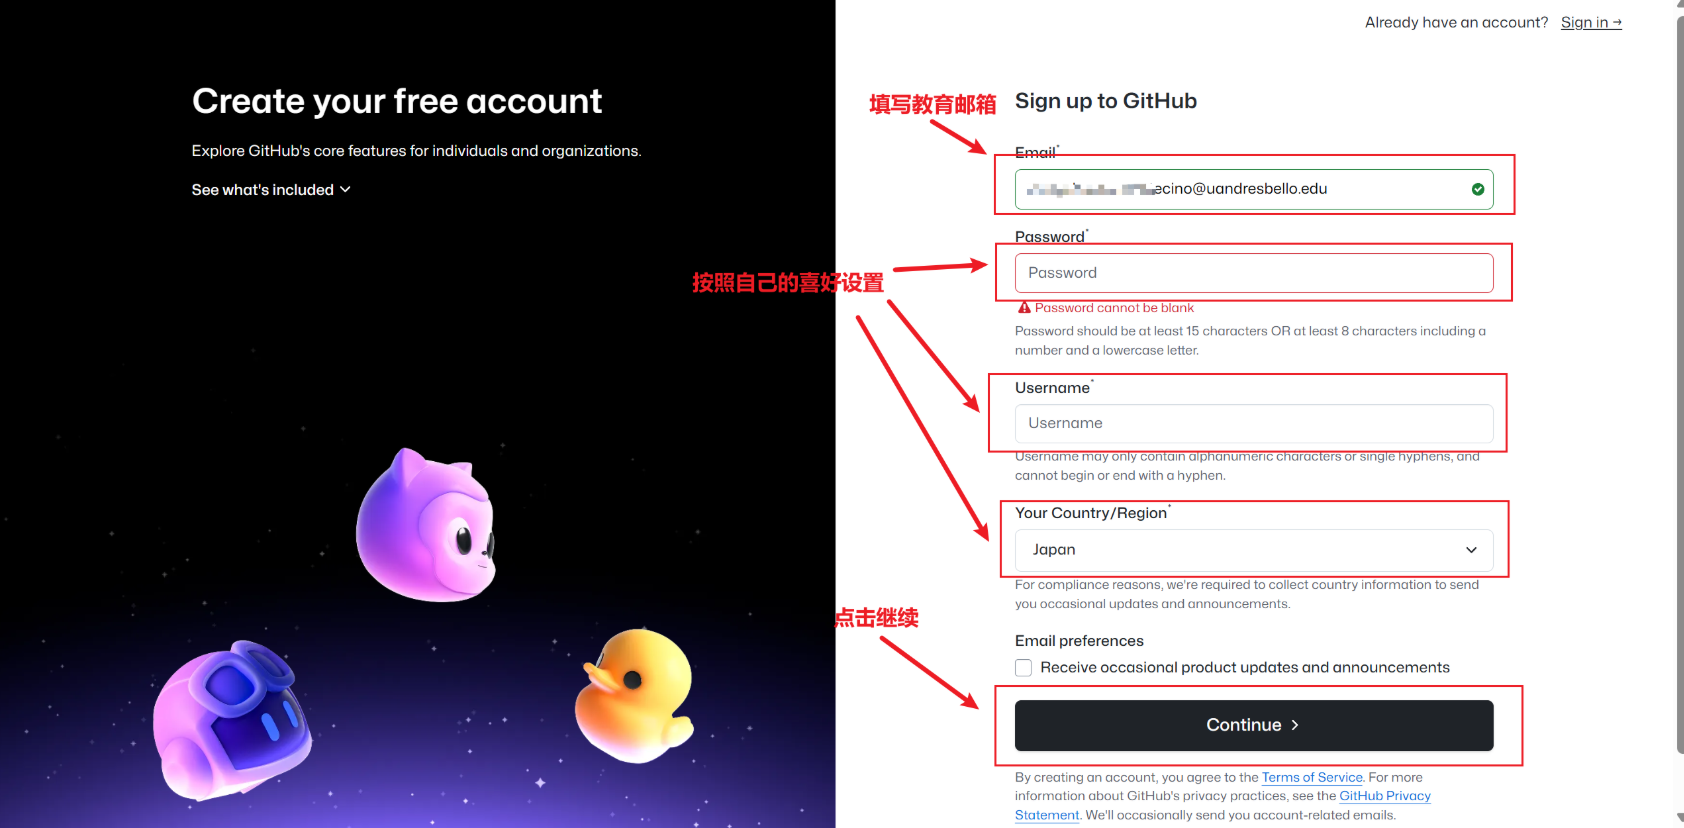 Already have an account? Sign in →
Create your free account
Explore GitHub's core features for individuals and organizations.
See what's included
填写教育邮箱
Sign up to GitHub
Email*
ecino@uandresbello.edu
Password*
按照自己的喜好设置
Password
Password cannot be blank
Password should be at least 15 characters OR at least 8 characters including a
number and a lowercase letter.
Username*
Username
Username may only contain alphanumeric characters or single hyphens, and
cannot begin or end with a hyphen.
Your Country/Region*
Japan
For compliance reasons, we're required to collect country information to send
you occasional updates and announcements.
点击继续
Email preferences
Receive occasional product updates and announcements
Continue >
By creating an account, you agree to the Terms of Service. For more
information about GitHub's privacy practices, see the GitHub Privacy
Statement. We'll occasionally send you account-related emails.